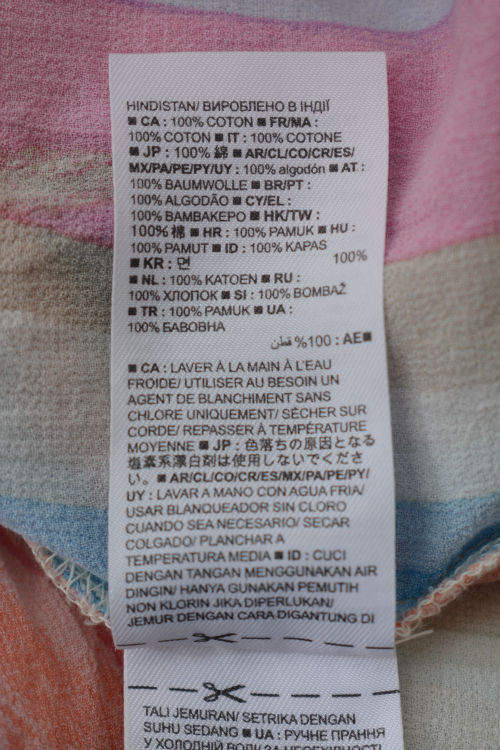 HINDISTAN/ ВИРОБЛЕНО В ІНДІЇ
■ CA : 100% COTON ■ FR/MA :
100% COTON ■ IT : 100% COTONE
■ JP : 100% 綿 ■ AR/CL/CO/CR/ES/
MX/PA/PE/PY/UY : 100% algodón ■ AT :
100% BAUMWOLLE ■ BR/PT :
100% ALGODÃO ■ CY/EL :
100% ΒΑΜΒΑΚΕΡΟ ■ HK/TW :
100% 棉 ■ HR : 100% PAMUK ■ HU :
100% PAMUT ■ ID : 100% KAPAS
■ KR : 면 100%
■ NL : 100% KATOEN ■ RU :
100% ХЛОПОК ■ SI : 100% BOMBAŽ
■ TR : 100% PAMUK ■ UA :
100% БАВОВНА
■AE : 100% قطن
■ CA : LAVER À LA MAIN À L'EAU
FROIDE/ UTILISER AU BESOIN UN
AGENT DE BLANCHIMENT SANS
CHLORE UNIQUEMENT/ SÉCHER SUR
CORDE/ REPASSER À TEMPÉRATURE
MOYENNE ■ JP : 色落ちの原因となる
塩素系漂白剤は使用しないでくださ
い。 ■ AR/CL/CO/CR/ES/MX/PA/PE/PY/
UY : LAVAR A MANO CON AGUA FRIA/
USAR BLANQUEADOR SIN CLORO
CUANDO SEA NECESARIO/ SECAR
COLGADO/ PLANCHAR A
TEMPERATURA MEDIA ■ ID : CUCI
DENGAN TANGAN MENGGUNAKAN AIR
DINGIN/ HANYA GUNAKAN PEMUTIH
NON KLORIN JIKA DIPERLUKAN/
JEMUR DENGAN CARA DIGANTUNG DI
TALI JEMURAN/ SETRIKA DENGAN
SUHU SEDANG ■ UA : РУЧНЕ ПРАННЯ
У ХОЛОДНІЙ ВОДІ/ ЗА НЕОБХІДНОСТІ